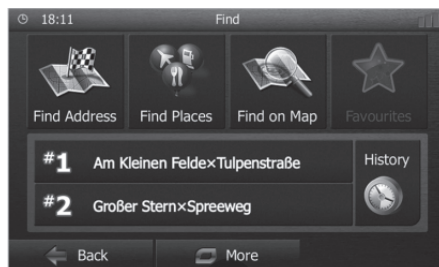 18:11 Find
Find Address Find Places Find on Map Favourites
#1 Am Kleinen Felde×Tulpenstraße History
#2 Großer Stern×Spreeweg
Back More